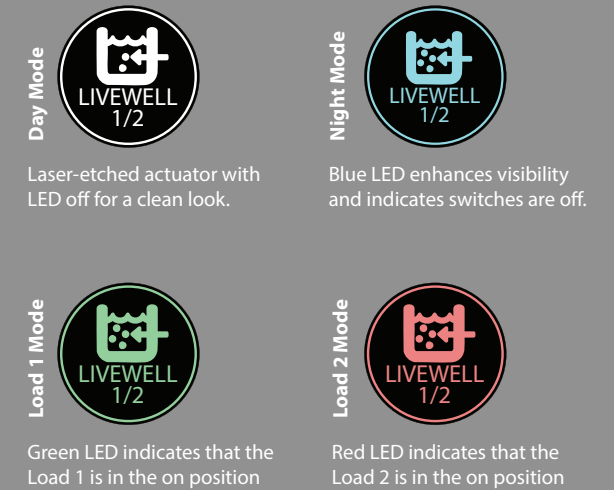 Day Mode
LIVEWELL
1/2
Laser-etched actuator with
LED off for a clean look.
Night Mode
LIVEWELL
1/2
Blue LED enhances visibility
and indicates switches are off.
Load 1 Mode
LIVEWELL
1/2
Green LED indicates that the
Load 1 is in the on position
Load 2 Mode
LIVEWELL
1/2
Red LED indicates that the
Load 2 is in the on position